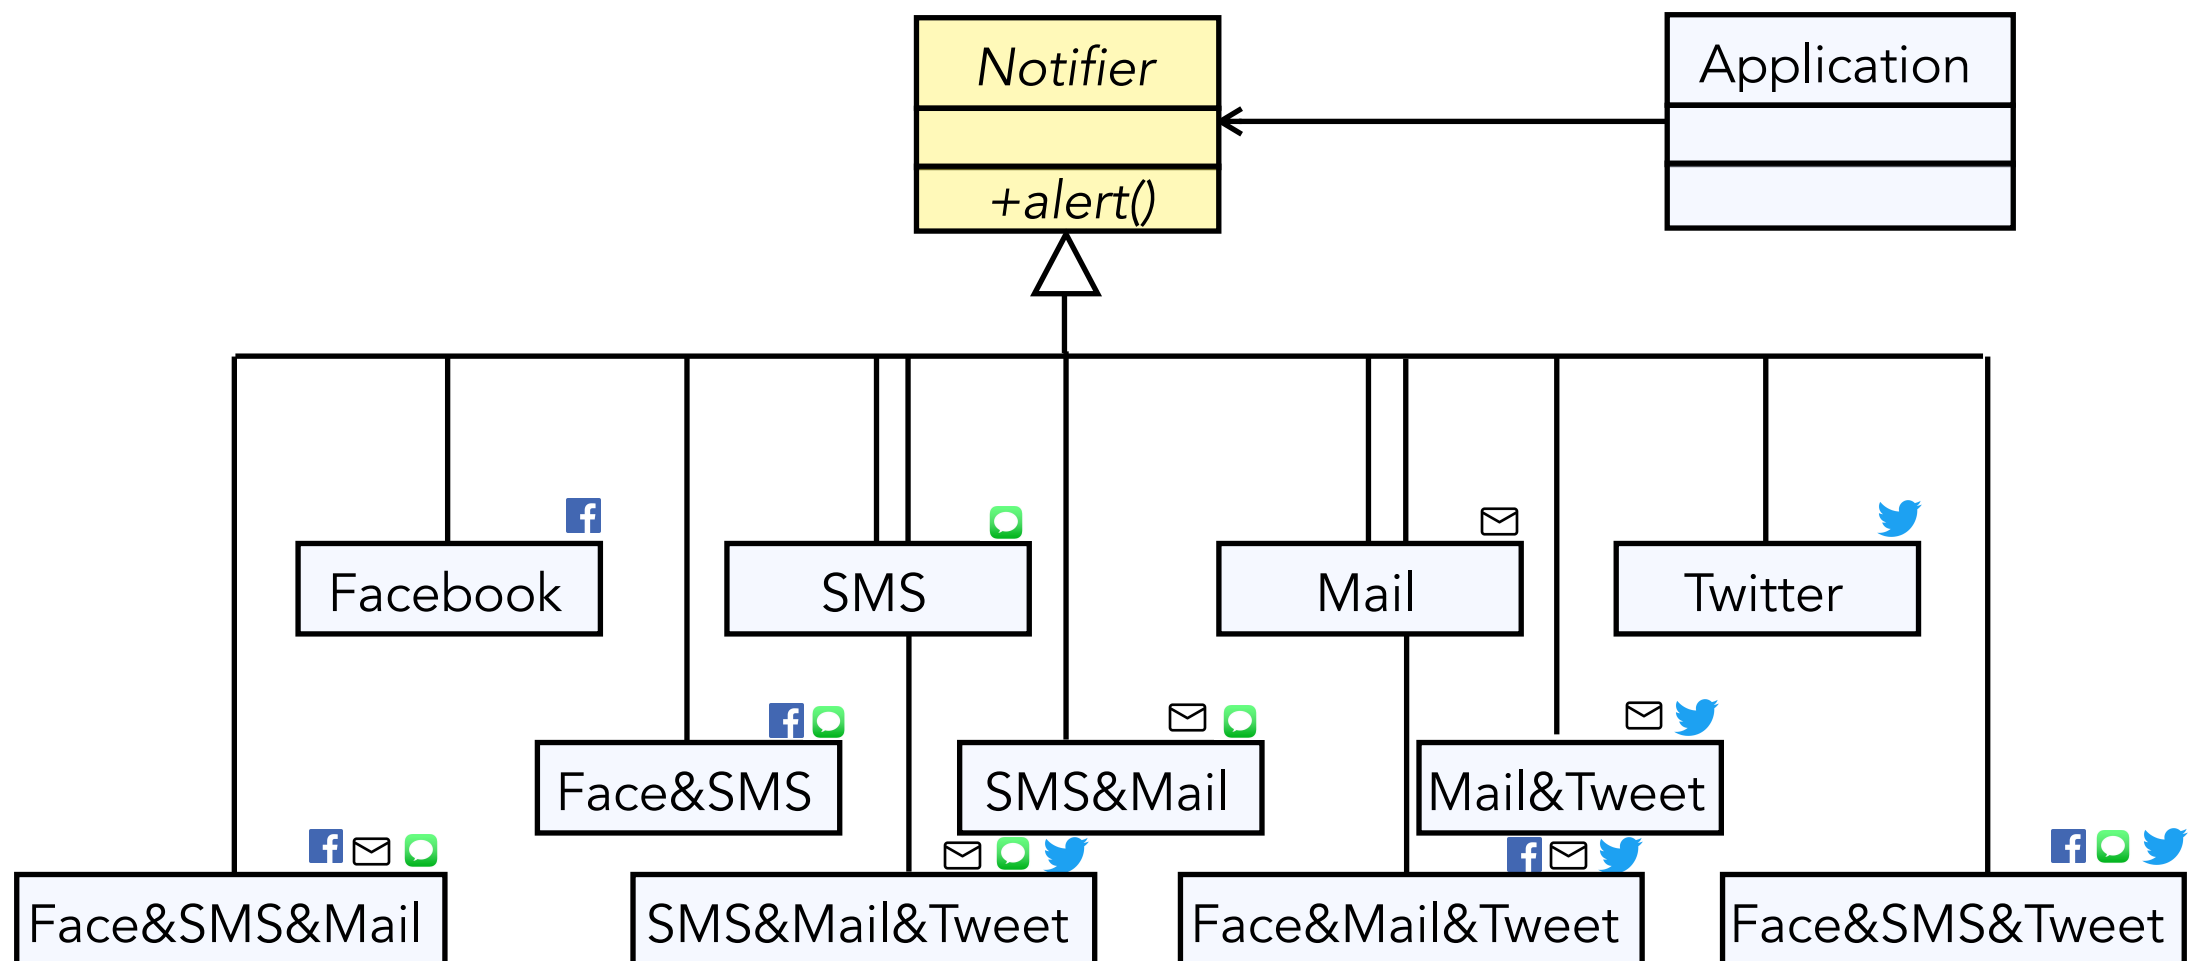 Notifier
Application
+alert()
Facebook
SMS
Mail
Twitter
Face&SMS
SMS&Mail
Mail&Tweet
Face&SMS&Mail
SMS&Mail&Tweet
Face&Mail&Tweet
Face&SMS&Tweet